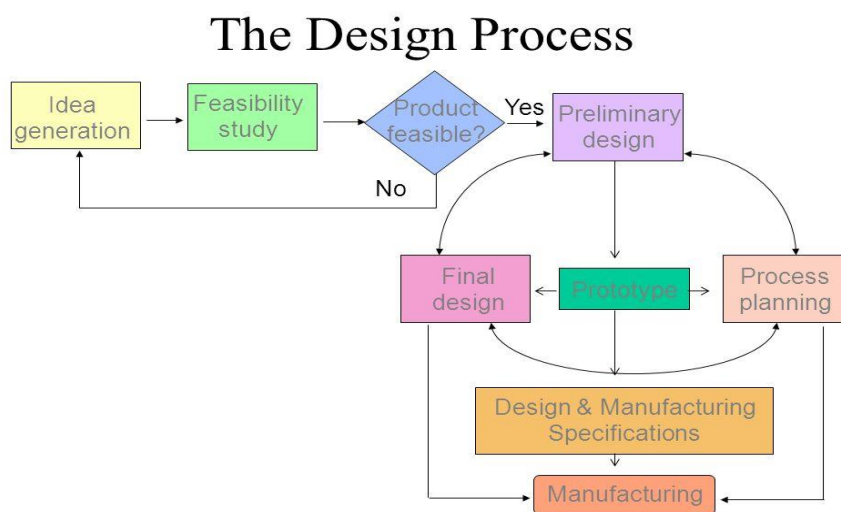 The Design Process
Idea
generation
Feasibility
study
Product
feasible?
Yes
Preliminary
design
No
Final
design
Prototype
Process
planning
Design & Manufacturing
Specifications
Manufacturing